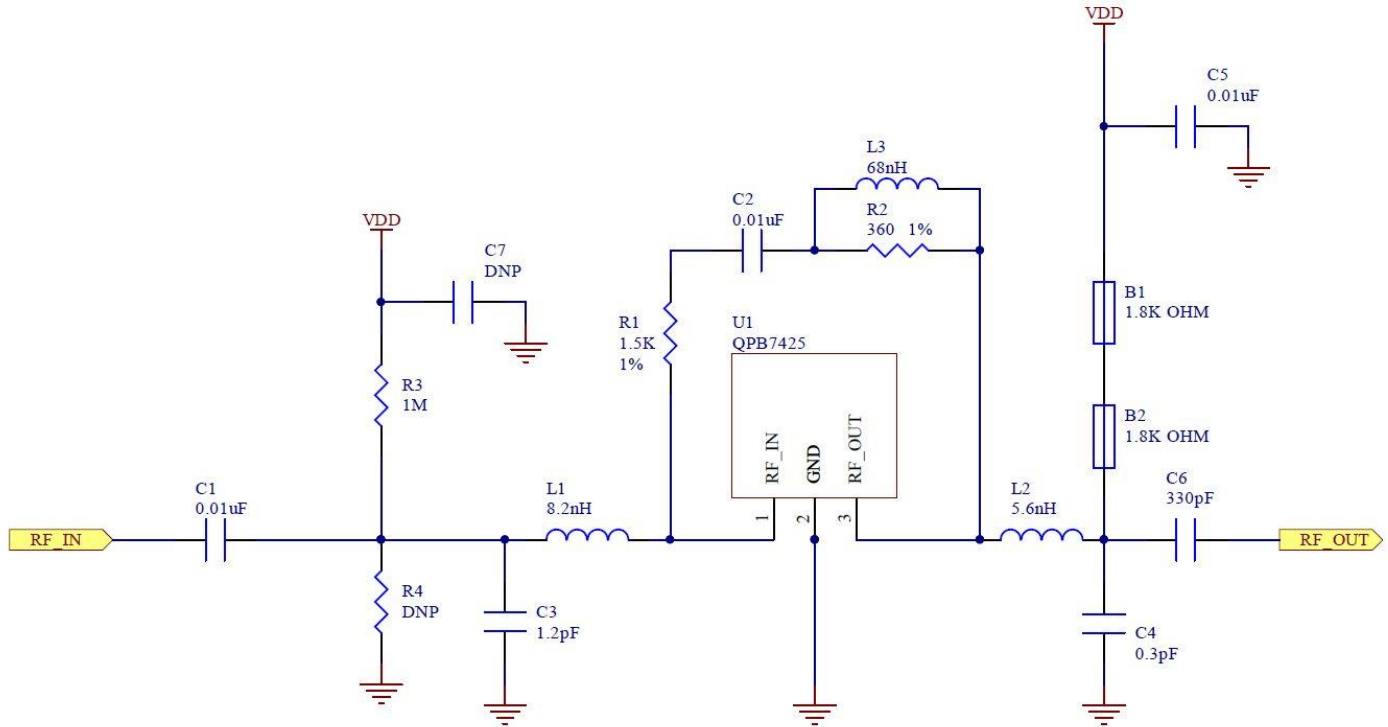 VDD
C5
0.01uF
L3
68nH
C2
0.01uF
R2
360 1%
VDD
C7
DNP
B1
1.8K OHM
R1
1.5K
1%
U1
QPB7425
R3
1M
B2
1.8K OHM
RF_IN
GND
RF_OUT
C1
0.01uF
L1
8.2nH
1
2
3
L2
5.6nH
C6
330pF
RF_IN
RF_OUT
R4
DNP
C3
1.2pF
C4
0.3pF